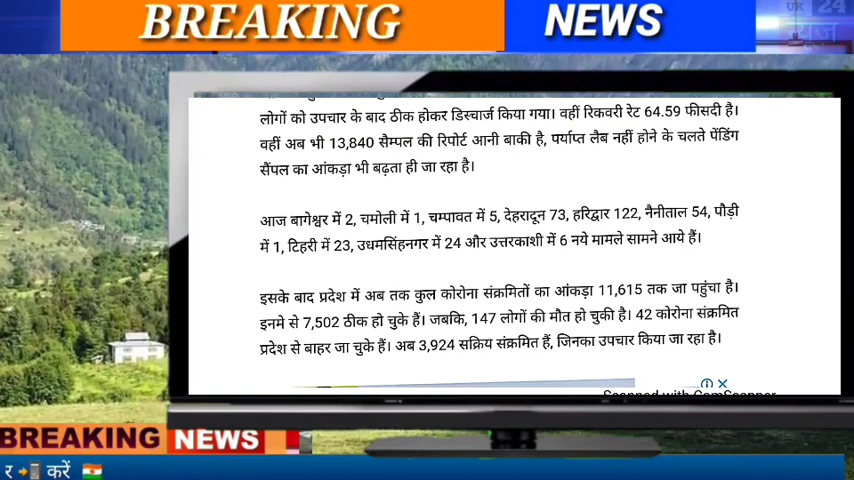 BREAKING NEWS
UK 24
न्यूज़
लोगों को उपचार के बाद ठीक होकर डिस्चार्ज किया गया। वहीं रिकवरी रेट 64.59 फीसदी है।
वहीं अब भी 13,840 सैम्पल की रिपोर्ट आनी बाकी है, पर्याप्त लैब नहीं होने के चलते पेंडिंग
सैंपल का आंकड़ा भी बढ़ता ही जा रहा है।
आज बागेश्वर में 2, चमोली में 1, चम्पावत में 5, देहरादून 73, हरिद्वार 122, नैनीताल 54, पौड़ी
में 1, टिहरी में 23, उधमसिंहनगर में 24 और उत्तरकाशी में 6 नये मामले सामने आये हैं।
इसके बाद प्रदेश में अब तक कुल कोरोना संक्रमितों का आंकड़ा 11,615 तक जा पहुंचा है।
इनमे से 7,502 ठीक हो चुके हैं। जबकि, 147 लोगों की मौत हो चुकी है। 42 कोरोना संक्रमित
प्रदेश से बाहर जा चुके हैं। अब 3,924 सक्रिय संक्रमित हैं, जिनका उपचार किया जा रहा है।
Scanned with CamScanner
BREAKING NEWS
र करें